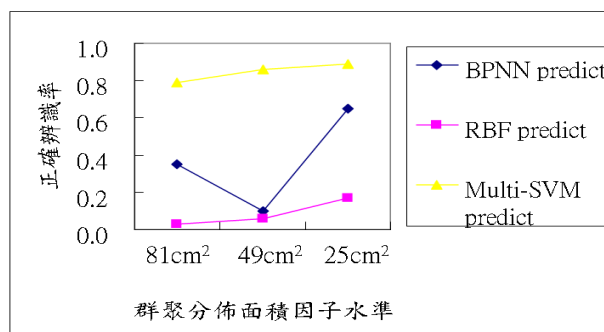 正確辨識率
1.0
0.8
0.6
0.4
0.2
0.0
81cm²
49cm²
25cm²
群聚分佈面積因子水準
BPNN predict
RBF predict
Multi-SVM
predict